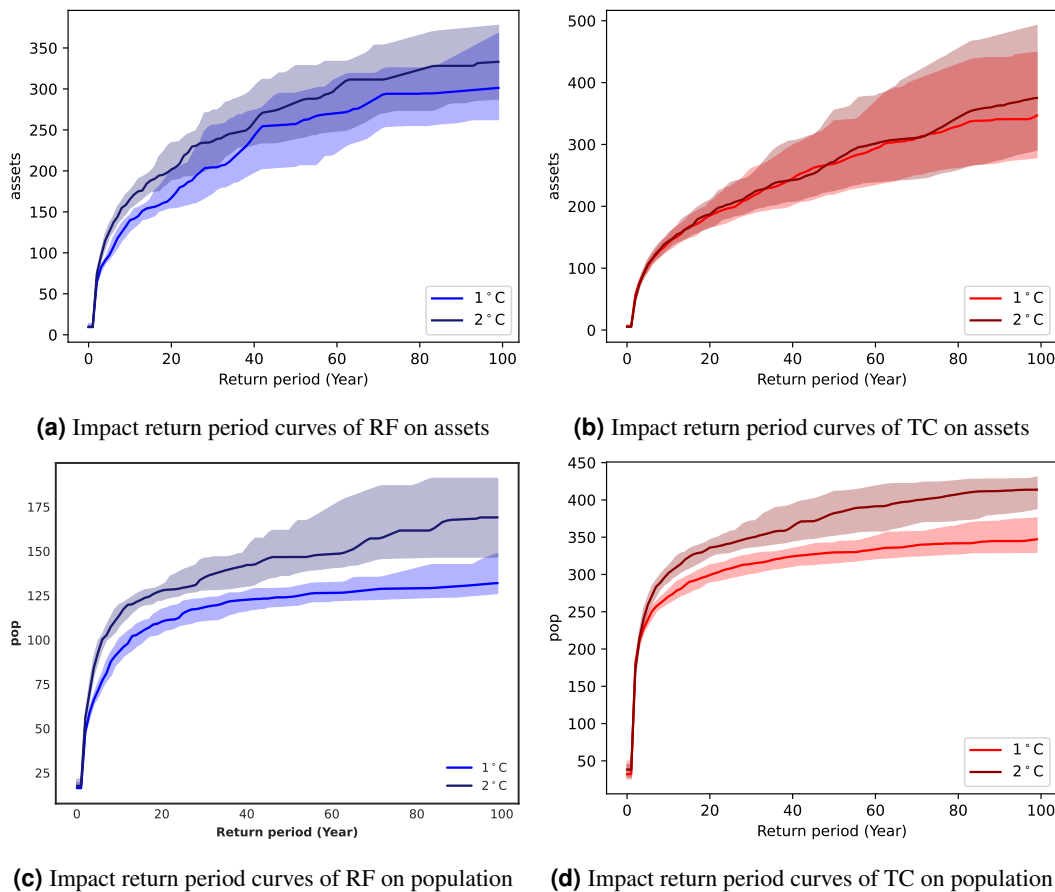 350
300
250
200
150
100
50
0
assets
0 20 40 60 80 100
Return period (Year)
1°C
2°C
(a) Impact return period curves of RF on assets
500
400
300
200
100
0
assets
0 20 40 60 80 100
Return period (Year)
1°C
2°C
(b) Impact return period curves of TC on assets
175
150
125
100
75
50
25
pop
0 20 40 60 80 100
Return period (Year)
1°C
2°C
(c) Impact return period curves of RF on population
450
400
350
300
250
200
150
100
50
pop
0 20 40 60 80 100
Return period (Year)
1°C
2°C
(d) Impact return period curves of TC on population